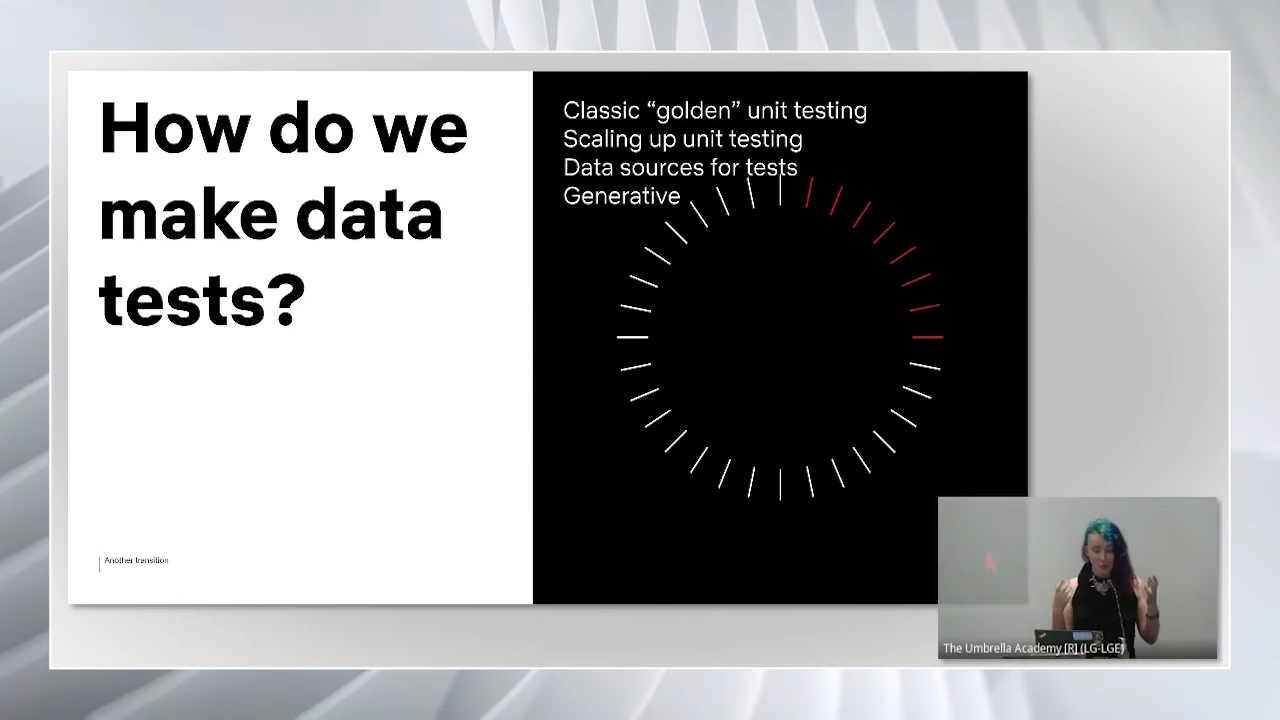 How do we
make data
tests?
Another transition
Classic “golden” unit testing
Scaling up unit testing
Data sources for tests
Generative
The Umbrella Academy [R] (LG-LGE)